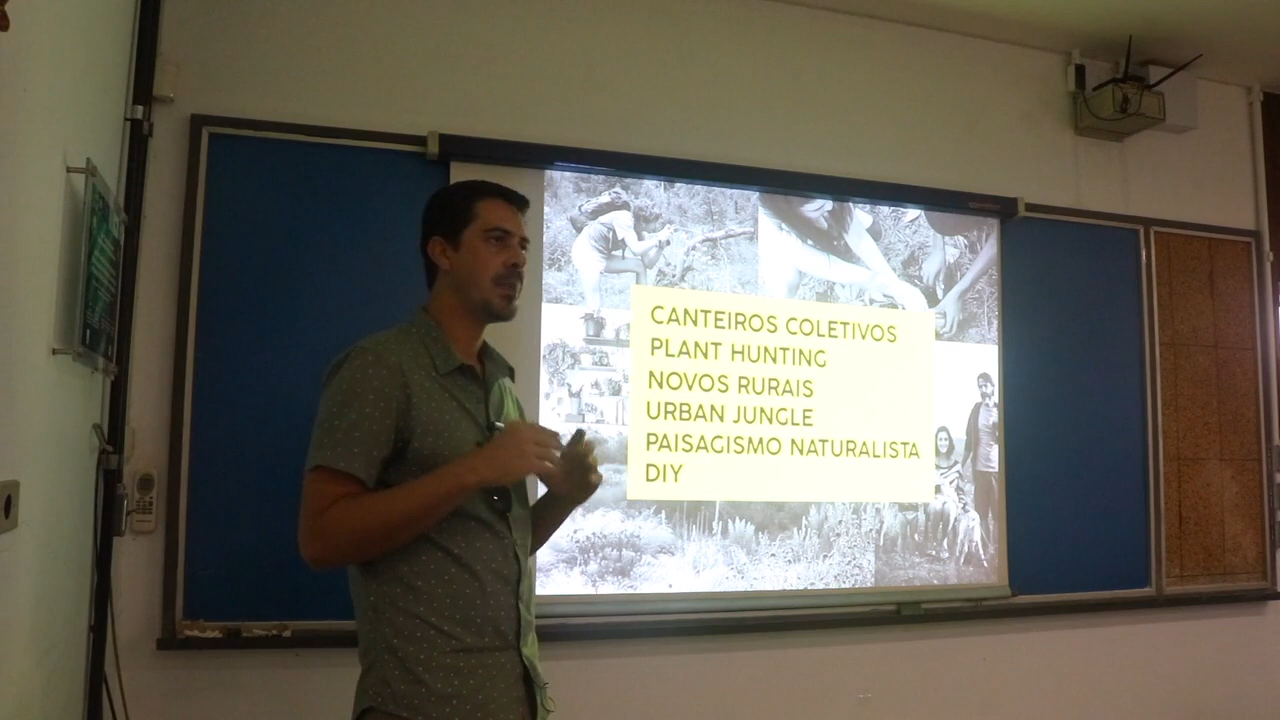 CANTEIROS COLETIVOS
PLANT HUNTING
NOVOS RURAIS
URBAN JUNGLE
PAISAGISMO NATURALISTA
DIY